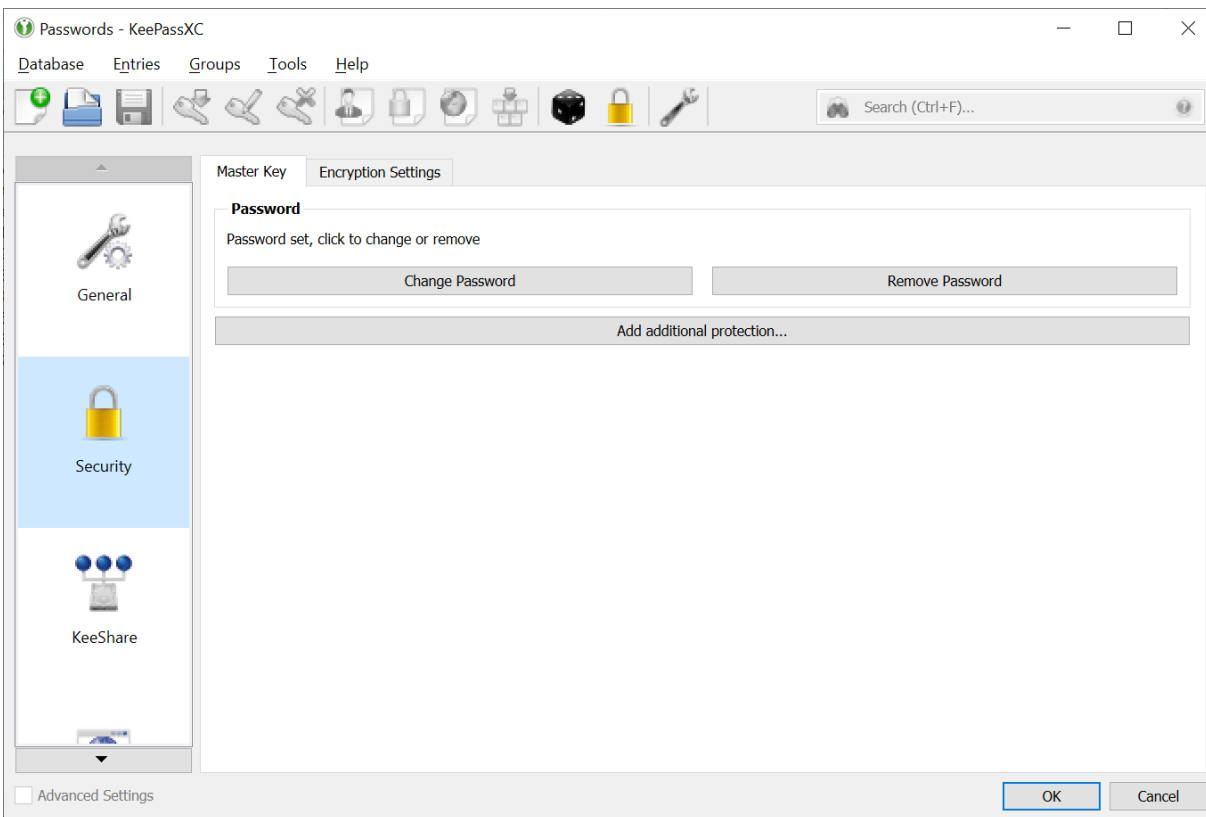 Passwords - KeePassXC
Database Entries Groups Tools Help
Search (Ctrl+F)...
Master Key Encryption Settings
Password
Password set, click to change or remove
Change Password Remove Password
Add additional protection...
General
Security
KeeShare
Advanced Settings
OK Cancel